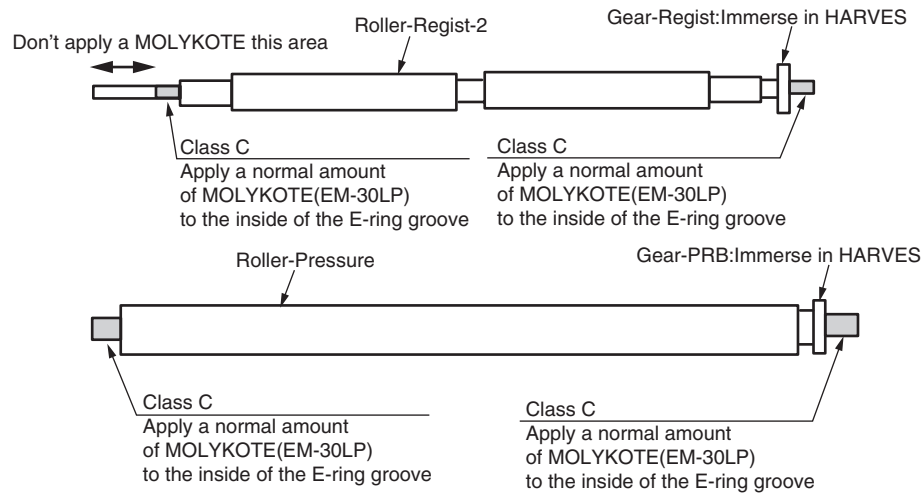 Roller-Regist-2
Gear-Regist:Immerse in HARVES
Don't apply a MOLYKOTE this area
Class C
Apply a normal amount
of MOLYKOTE(EM-30LP)
to the inside of the E-ring groove
Class C
Apply a normal amount
of MOLYKOTE(EM-30LP)
to the inside of the E-ring groove
Roller-Pressure
Gear-PRB:Immerse in HARVES
Class C
Apply a normal amount
of MOLYKOTE(EM-30LP)
to the inside of the E-ring groove
Class C
Apply a normal amount
of MOLYKOTE(EM-30LP)
to the inside of the E-ring groove